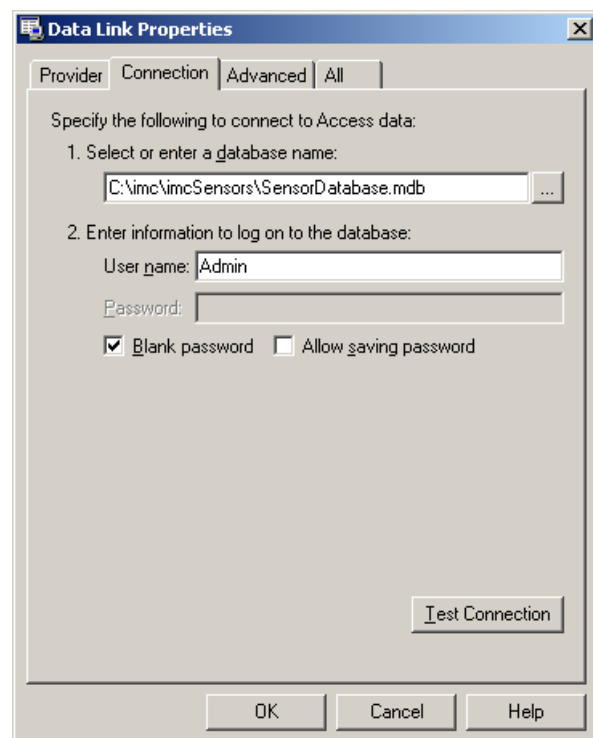 Data Link Properties
Provider Connection Advanced All
Specify the following to connect to Access data:
1. Select or enter a database name:
C:\imc\imcSensors\SensorDatabase.mdb ...
2. Enter information to log on to the database:
User name: Admin
Password:
Blank password Allow saving password
Test Connection
OK Cancel Help